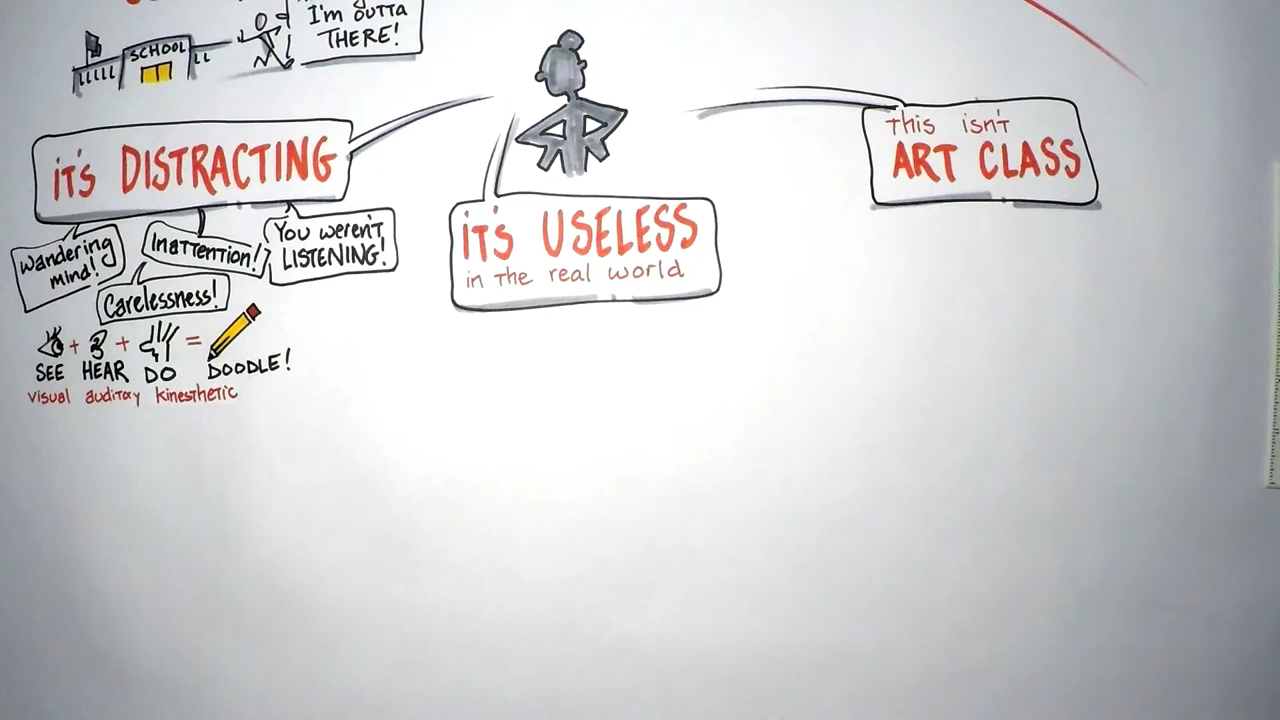 I'm OUTTA
THERE!
SCHOOL
iT's DISTRACTING
Wandering
mind!
InATTenTion!
You weren't
LISTENING!
Carelessness!
SEE + HEAR + DO = DOODLE!
visual auditory kinesthetic
iT's USELESS
in The real world
This isn't
ART CLASS